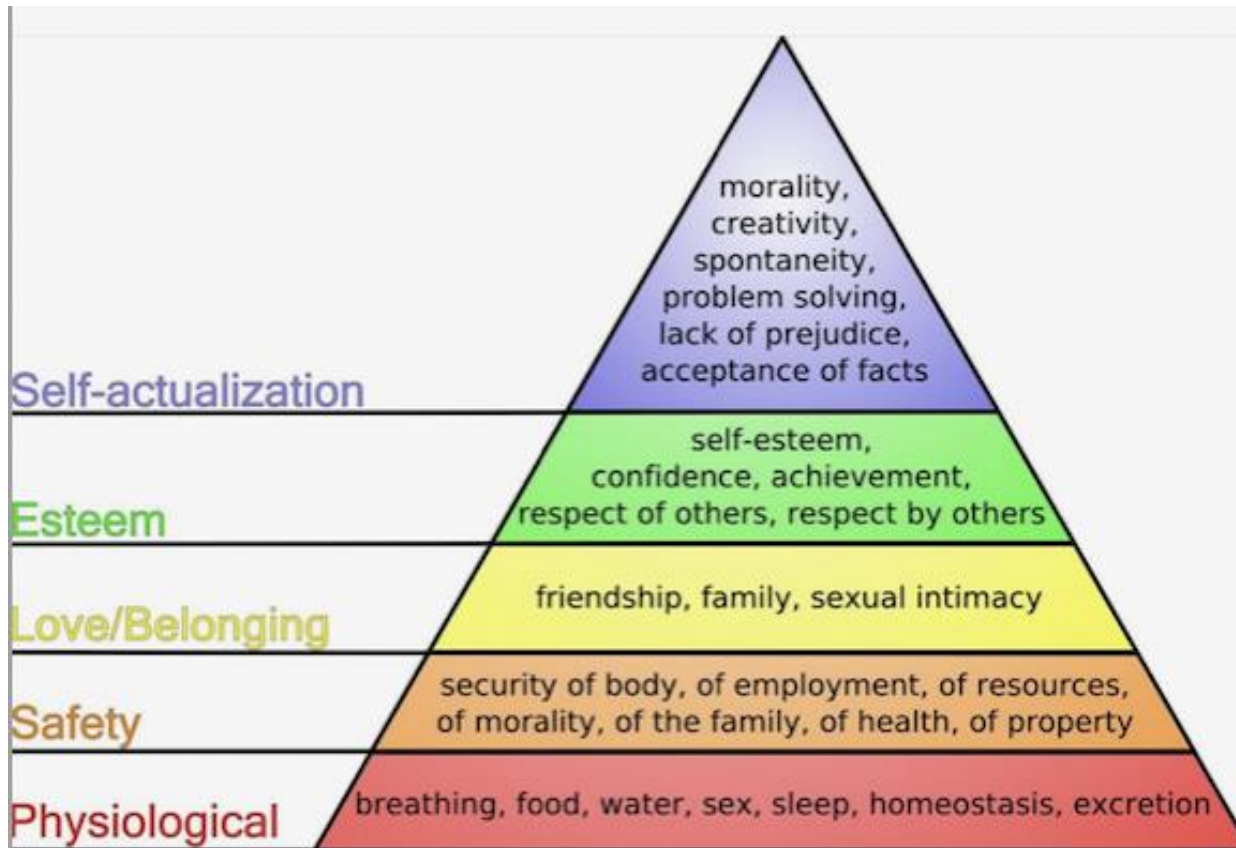 morality,
creativity,
spontaneity,
problem solving,
lack of prejudice,
acceptance of facts
Self-actualization
self-esteem,
confidence, achievement,
respect of others, respect by others
Esteem
friendship, family, sexual intimacy
Love/Belonging
security of body, of employment, of resources,
of morality, of the family, of health, of property
Safety
breathing, food, water, sex, sleep, homeostasis, excretion
Physiological